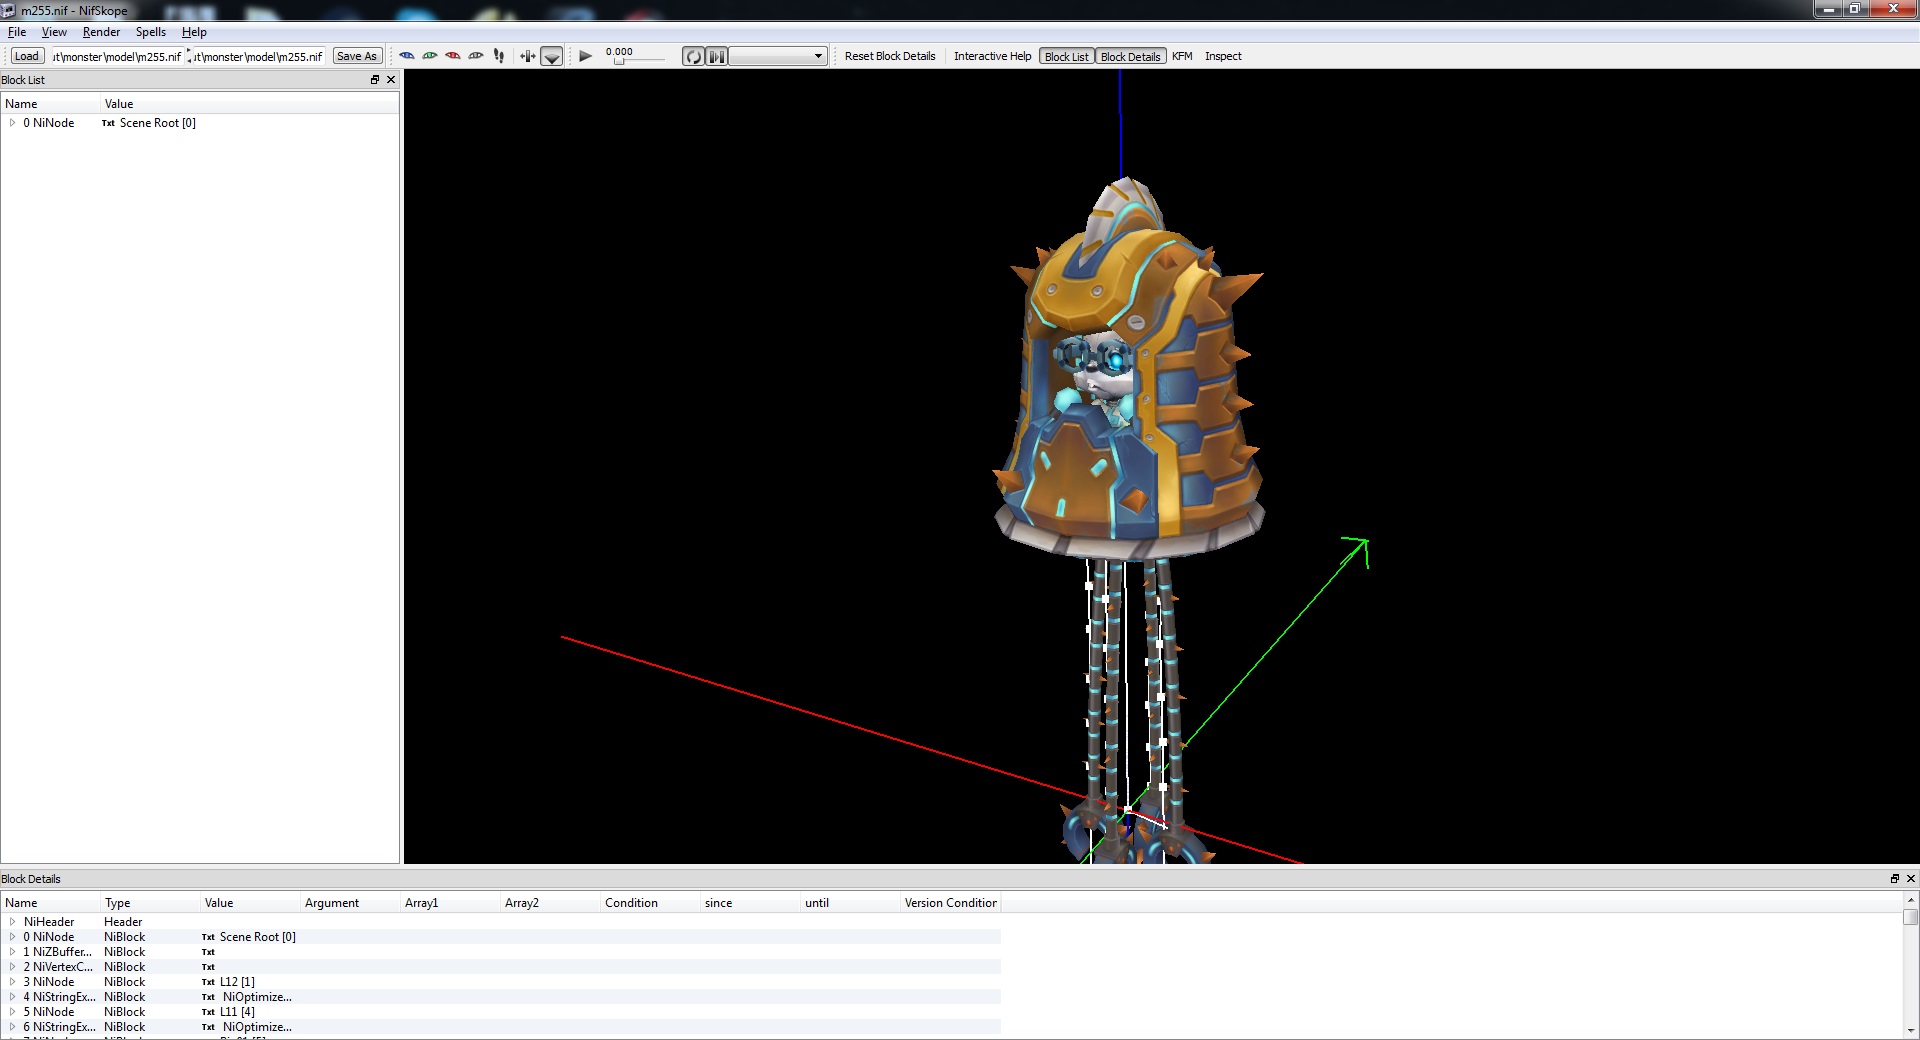 m255.nif - NifSkope
File View Render Spells Help
Load ut\monster\model\m255.nif ut\monster\model\m255.nif Save As 0.000 Reset Block Details Interactive Help Block List Block Details KFM Inspect
Block List
Name Value
0 NiNode Txt Scene Root [0]
Block Details
Name Type Value Argument Array1 Array2 Condition since until Version Condition
NiHeader Header
0 NiNode NiBlock Txt Scene Root [0]
1 NiZBuffer... NiBlock Txt
2 NiVertexC... NiBlock Txt
3 NiNode NiBlock Txt L12 [1]
4 NiStringEx... NiBlock Txt NiOptimize...
5 NiNode NiBlock Txt L11 [4]
6 NiStringEx... NiBlock Txt NiOptimize...